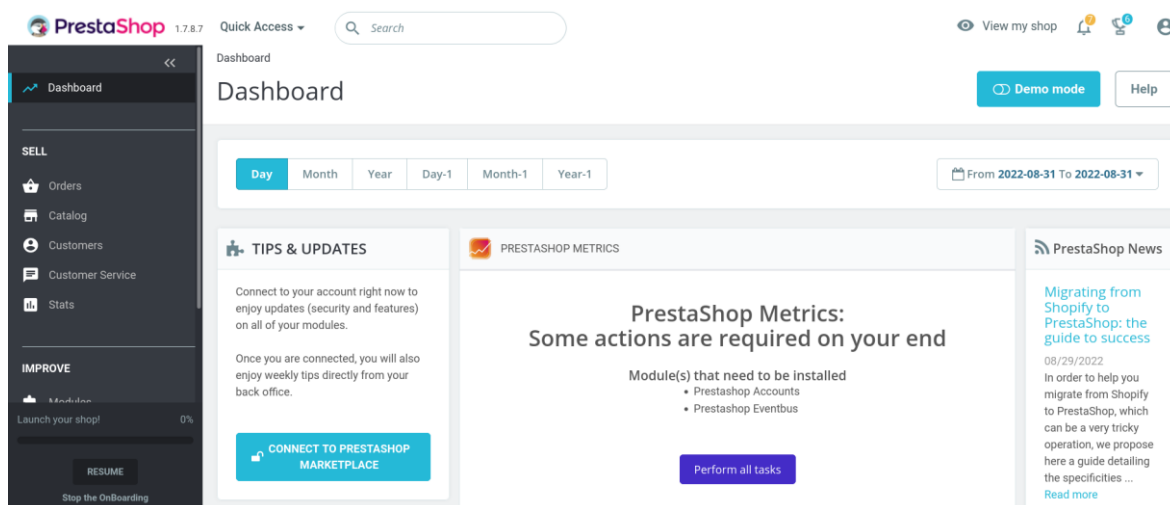 PrestaShop 1.7.8.7 Quick Access Search View my shop 7 6
Dashboard
Dashboard
Demo mode Help
Dashboard
SELL
Orders
Catalog
Customers
Customer Service
Stats
IMPROVE
Modules
Launch your shop! 0%
RESUME
Stop the OnBoarding
Day Month Year Day-1 Month-1 Year-1
From 2022-08-31 To 2022-08-31
TIPS & UPDATES
Connect to your account right now to
enjoy updates (security and features)
on all of your modules.
Once you are connected, you will also
enjoy weekly tips directly from your
back office.
CONNECT TO PRESTASHOP
MARKETPLACE
PRESTASHOP METRICS
PrestaShop Metrics:
Some actions are required on your end
Module(s) that need to be installed
• Prestashop Accounts
• Prestashop Eventbus
Perform all tasks
PrestaShop News
Migrating from
Shopify to
PrestaShop: the
guide to success
08/29/2022
In order to help you
migrate from Shopify
to PrestaShop, which
can be a very tricky
operation, we propose
here a guide detailing
the specificities ...
Read more